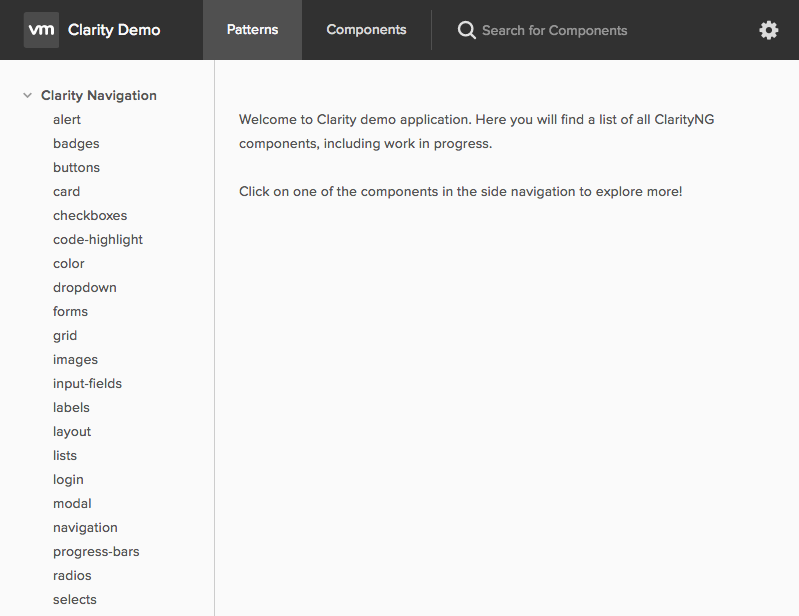 vm Clarity Demo Patterns Components Search for Components
Clarity Navigation
alert
badges
buttons
card
checkboxes
code-highlight
color
dropdown
forms
grid
images
input-fields
labels
layout
lists
login
modal
navigation
progress-bars
radios
selects
Welcome to Clarity demo application. Here you will find a list of all ClarityNG
components, including work in progress.
Click on one of the components in the side navigation to explore more!